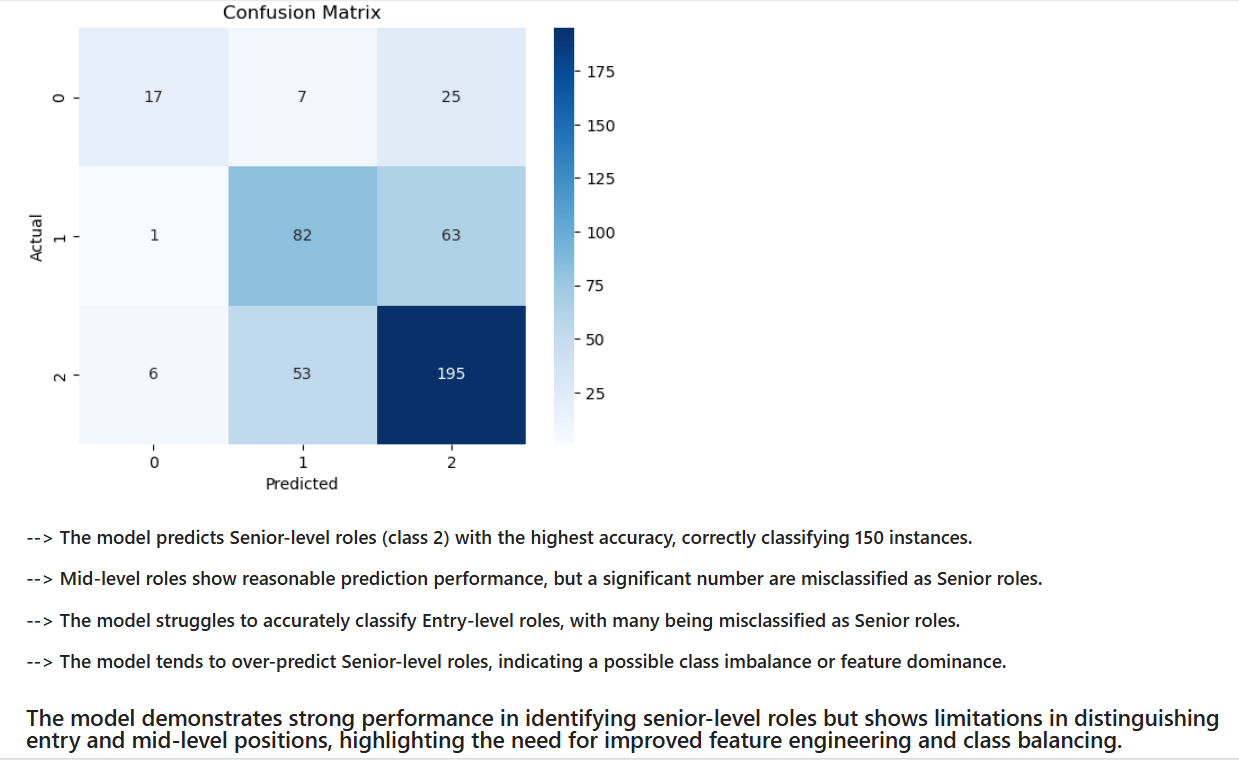 Confusion Matrix
0 17 7 25
Actual 1 1 82 63
2 6 53 195
0 1 2
Predicted
175
150
125
100
75
50
25
--> The model predicts Senior-level roles (class 2) with the highest accuracy, correctly classifying 150 instances.
--> Mid-level roles show reasonable prediction performance, but a significant number are misclassified as Senior roles.
--> The model struggles to accurately classify Entry-level roles, with many being misclassified as Senior roles.
--> The model tends to over-predict Senior-level roles, indicating a possible class imbalance or feature dominance.
The model demonstrates strong performance in identifying senior-level roles but shows limitations in distinguishing
entry and mid-level positions, highlighting the need for improved feature engineering and class balancing.